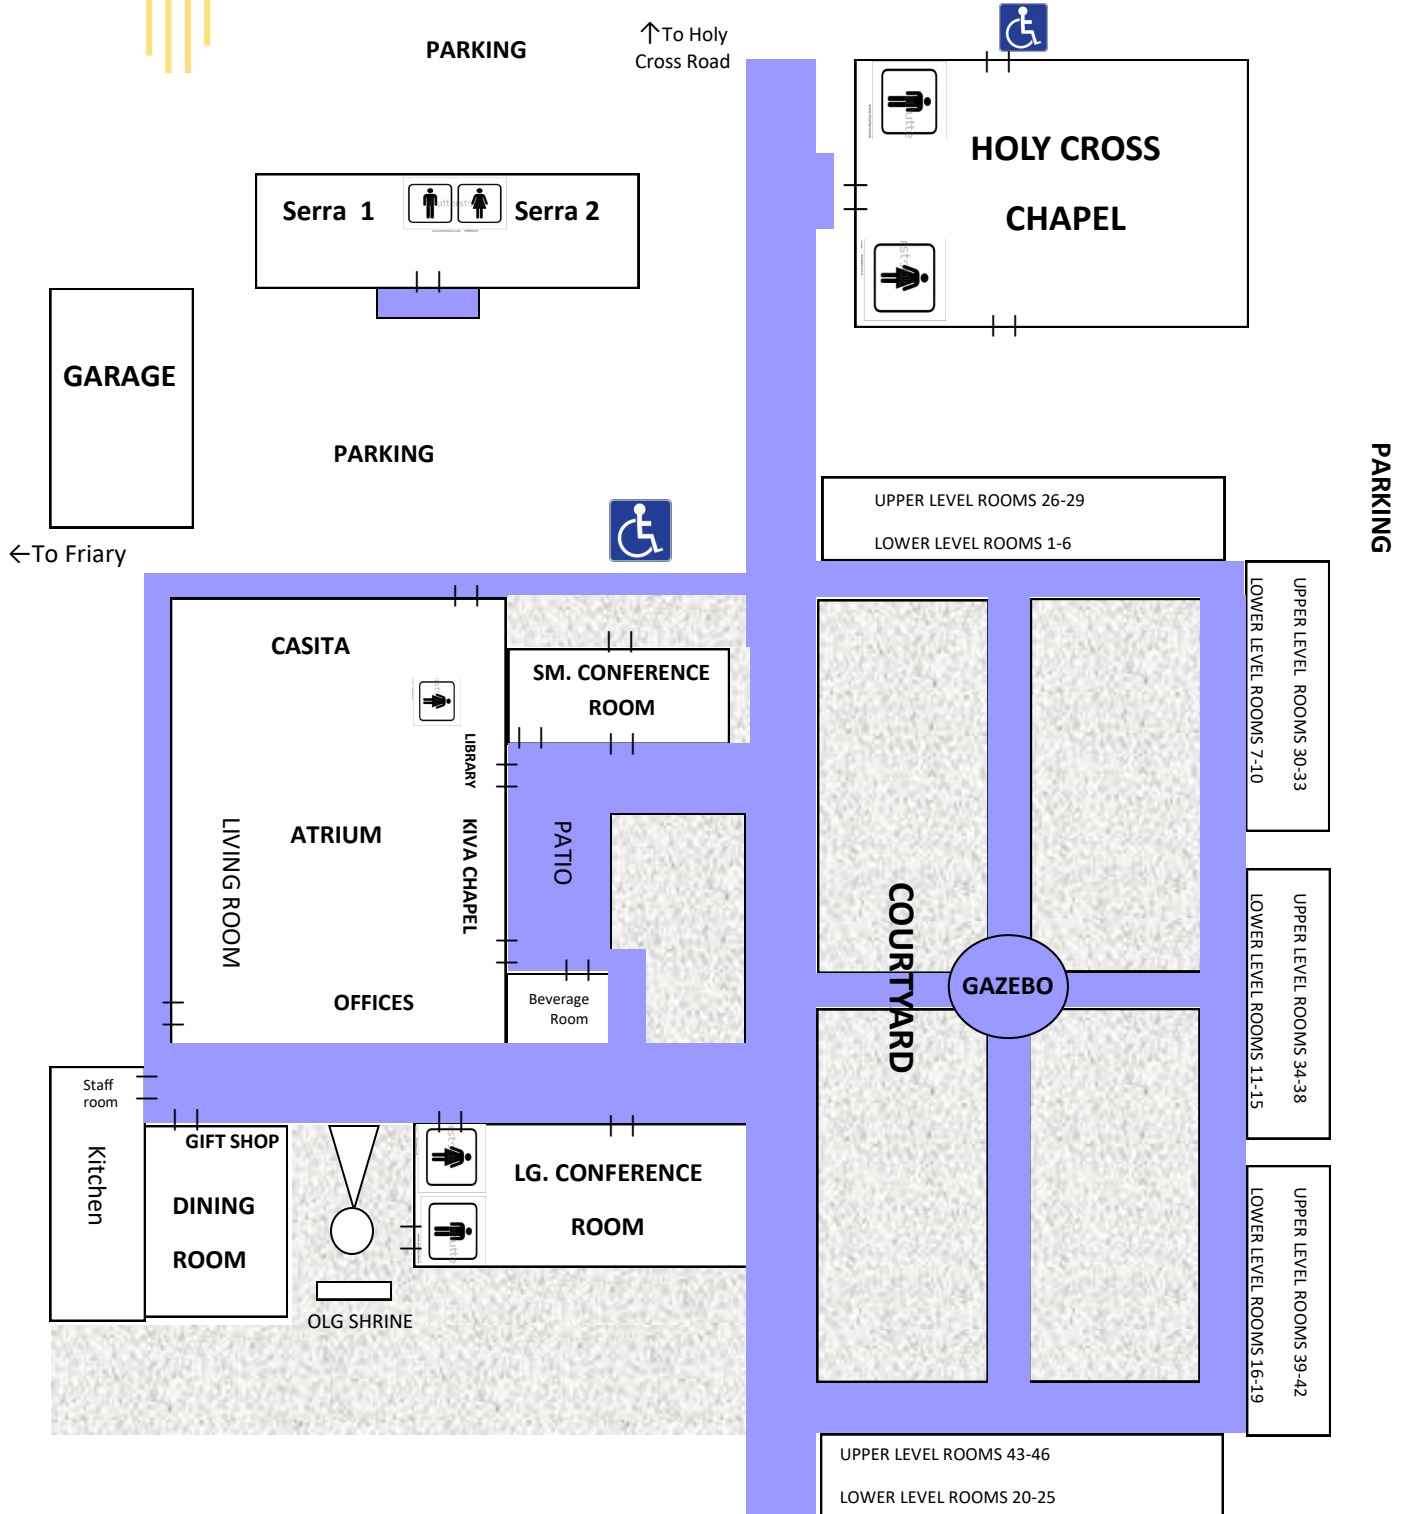 PARKING
↑To Holy
Cross Road
HOLY CROSS
CHAPEL
Serra 1
Serra 2
GARAGE
PARKING
PARKING
←To Friary
UPPER LEVEL ROOMS 26-29
LOWER LEVEL ROOMS 1-6
UPPER LEVEL ROOMS 30-33
LOWER LEVEL ROOMS 7-10
CASITA
SM. CONFERENCE
ROOM
LIBRARY
LIVING ROOM
ATRIUM
KIVA CHAPEL
PATIO
COURTYARD
GAZEBO
UPPER LEVEL ROOMS 34-38
LOWER LEVEL ROOMS 11-15
OFFICES
Beverage
Room
Staff
room
Kitchen
GIFT SHOP
DINING
ROOM
LG. CONFERENCE
ROOM
OLG SHRINE
UPPER LEVEL ROOMS 39-42
LOWER LEVEL ROOMS 16-19
UPPER LEVEL ROOMS 43-46
LOWER LEVEL ROOMS 20-25